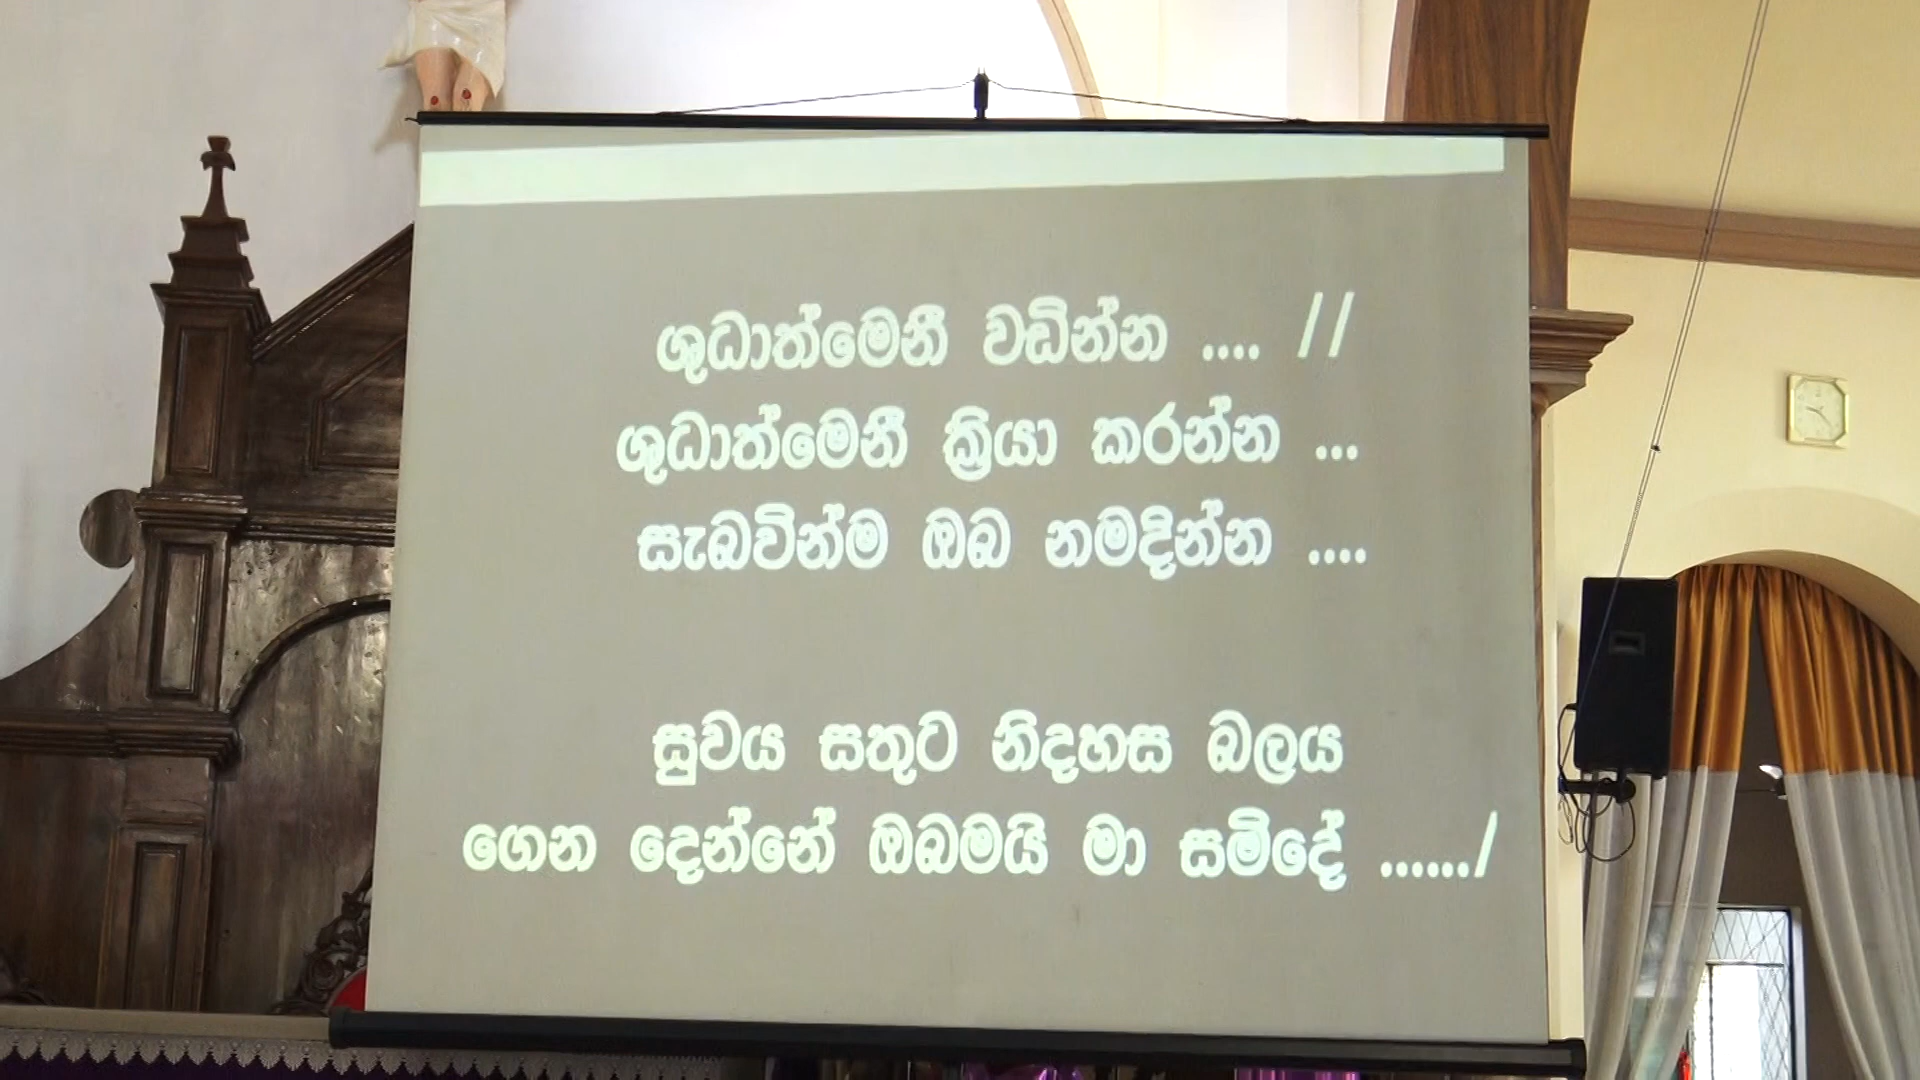 ශුධාත්මෙනී වඩින්න .... //
ශුධාත්මෙනී ක්‍රියා කරන්න ...
සැබවින්ම ඔබ නමදින්න ....
සුවය සතුට නිදහස බලය
ගෙන දෙන්නේ ඔබමයි මා සමිදේ ....../